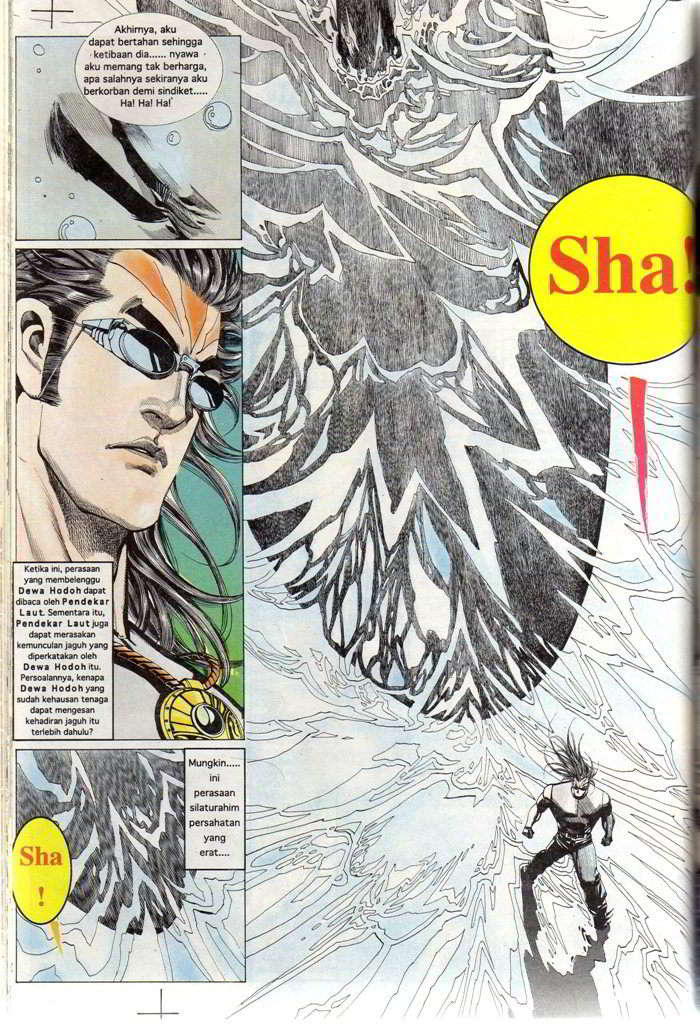 Akhirnya, aku
dapat bertahan sehingga
ketibaan dia...... nyawa
aku memang tak berharga,
apa salahnya sekiranya aku
berkorban demi sindiket.....
Ha! Ha! Ha!
Sha!
Ketika ini, perasaan
yang membelenggu
Dewa Hodoh dapat
dibaca oleh Pendekar
Laut. Sementara itu,
Pendekar Laut juga
dapat merasakan
kemunculan jaguh yang
diperkatakan oleh
Dewa Hodoh itu.
Persoalannya, kenapa
Dewa Hodoh yang
sudah kehausan tenaga
dapat mengesan
kehadiran jaguh itu
terlebih dahulu?
Mungkin.....
ini
perasaan
silaturahim
persahatan
yang
erat....
Sha
!